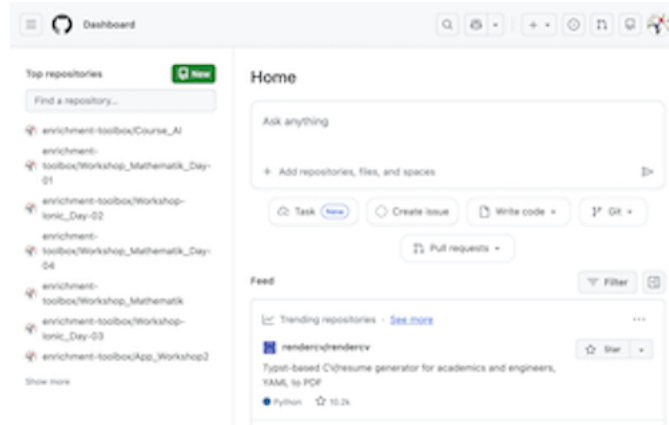 Dashboard
Top repositories
New
Find a repository...
enrichment-toolbox/Course_AI
enrichment-
toolbox/Workshop_Mathematik_Day-
01
enrichment-toolbox/Workshop-
Ionic_Day-02
enrichment-
toolbox/Workshop_Mathematik_Day-
04
enrichment-
toolbox/Workshop_Mathematik
enrichment-toolbox/Workshop-
Ionic_Day-03
enrichment-toolbox/App_Workshop2
Show more
Home
Ask anything
Add repositories, files, and spaces
Task New
Create issue
Write code
Git
Pull requests
Feed
Filter
Trending repositories · See more
rendercv/rendercv
Star
Typst-based CV/resume generator for academics and engineers,
YAML to PDF
Python
10.2k